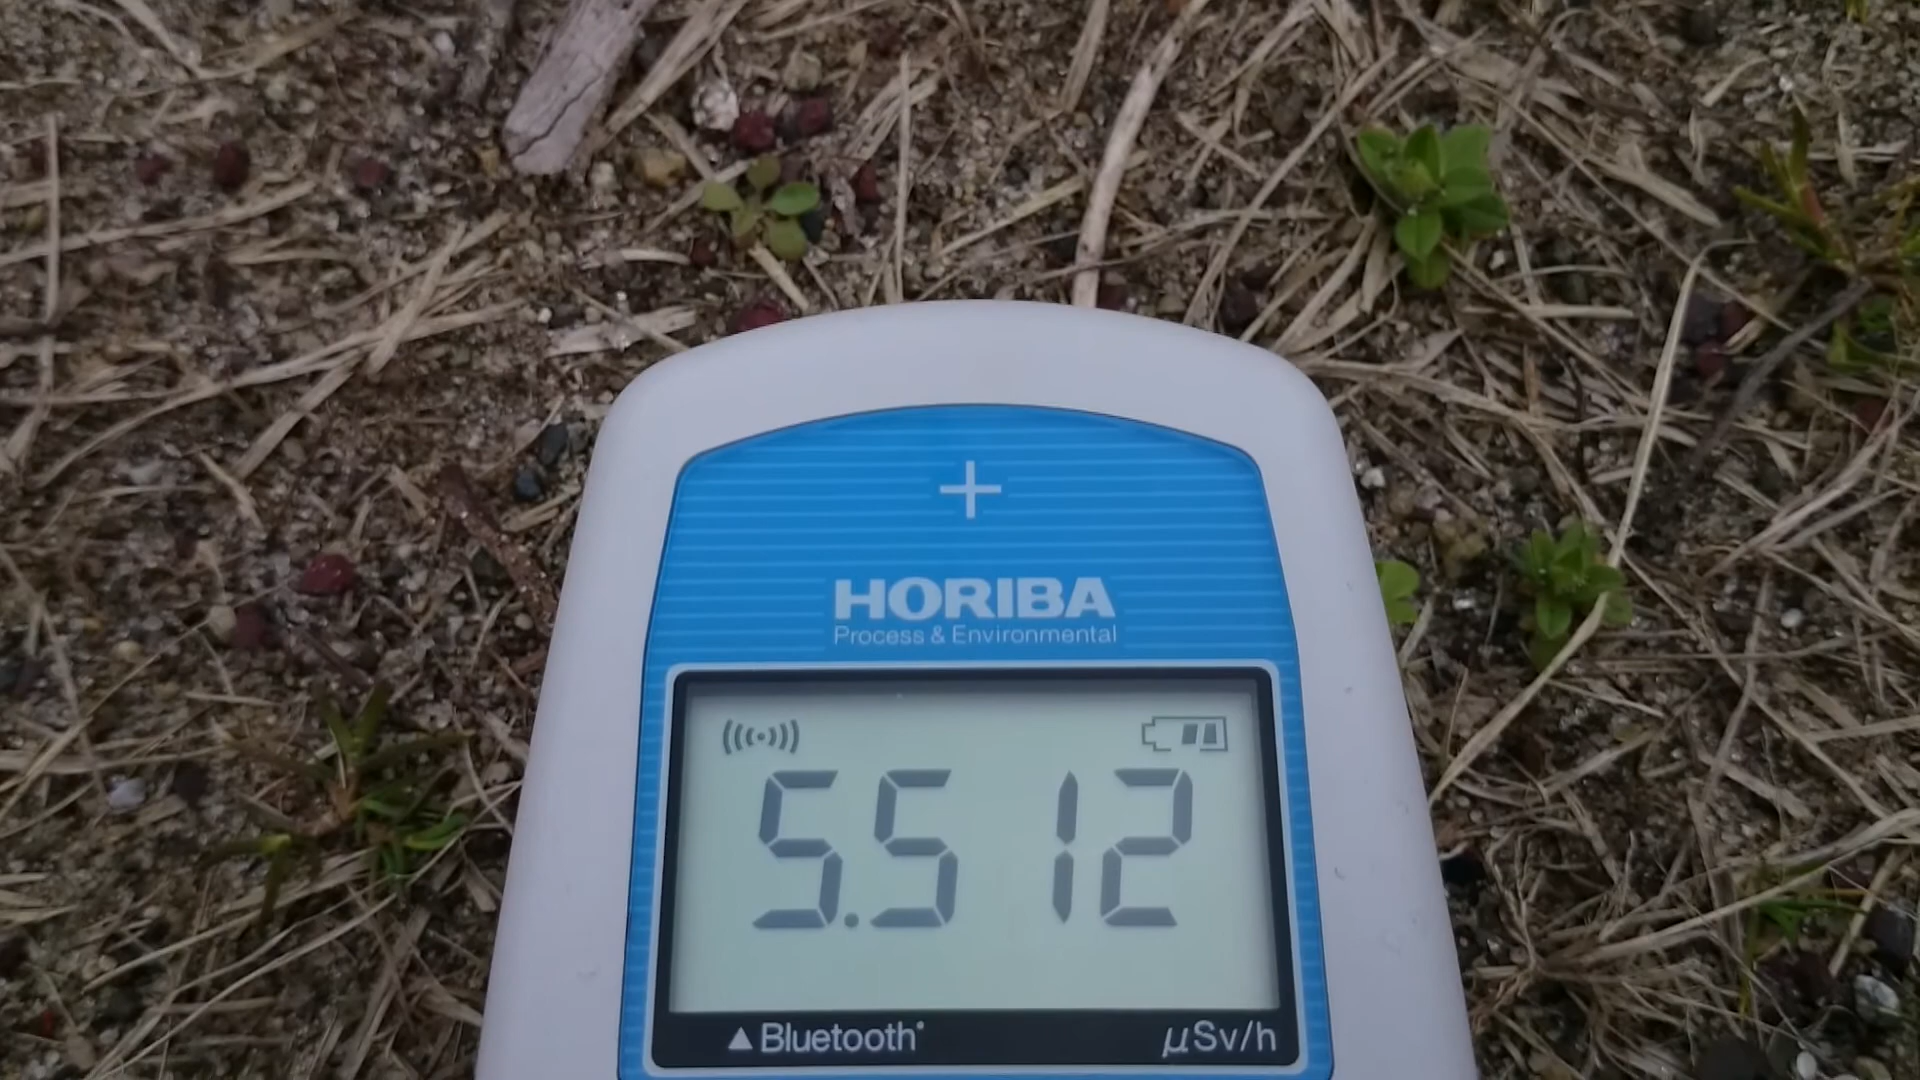 +
HORIBA
Process & Environmental
5.512
▲Bluetooth®
μSv/h